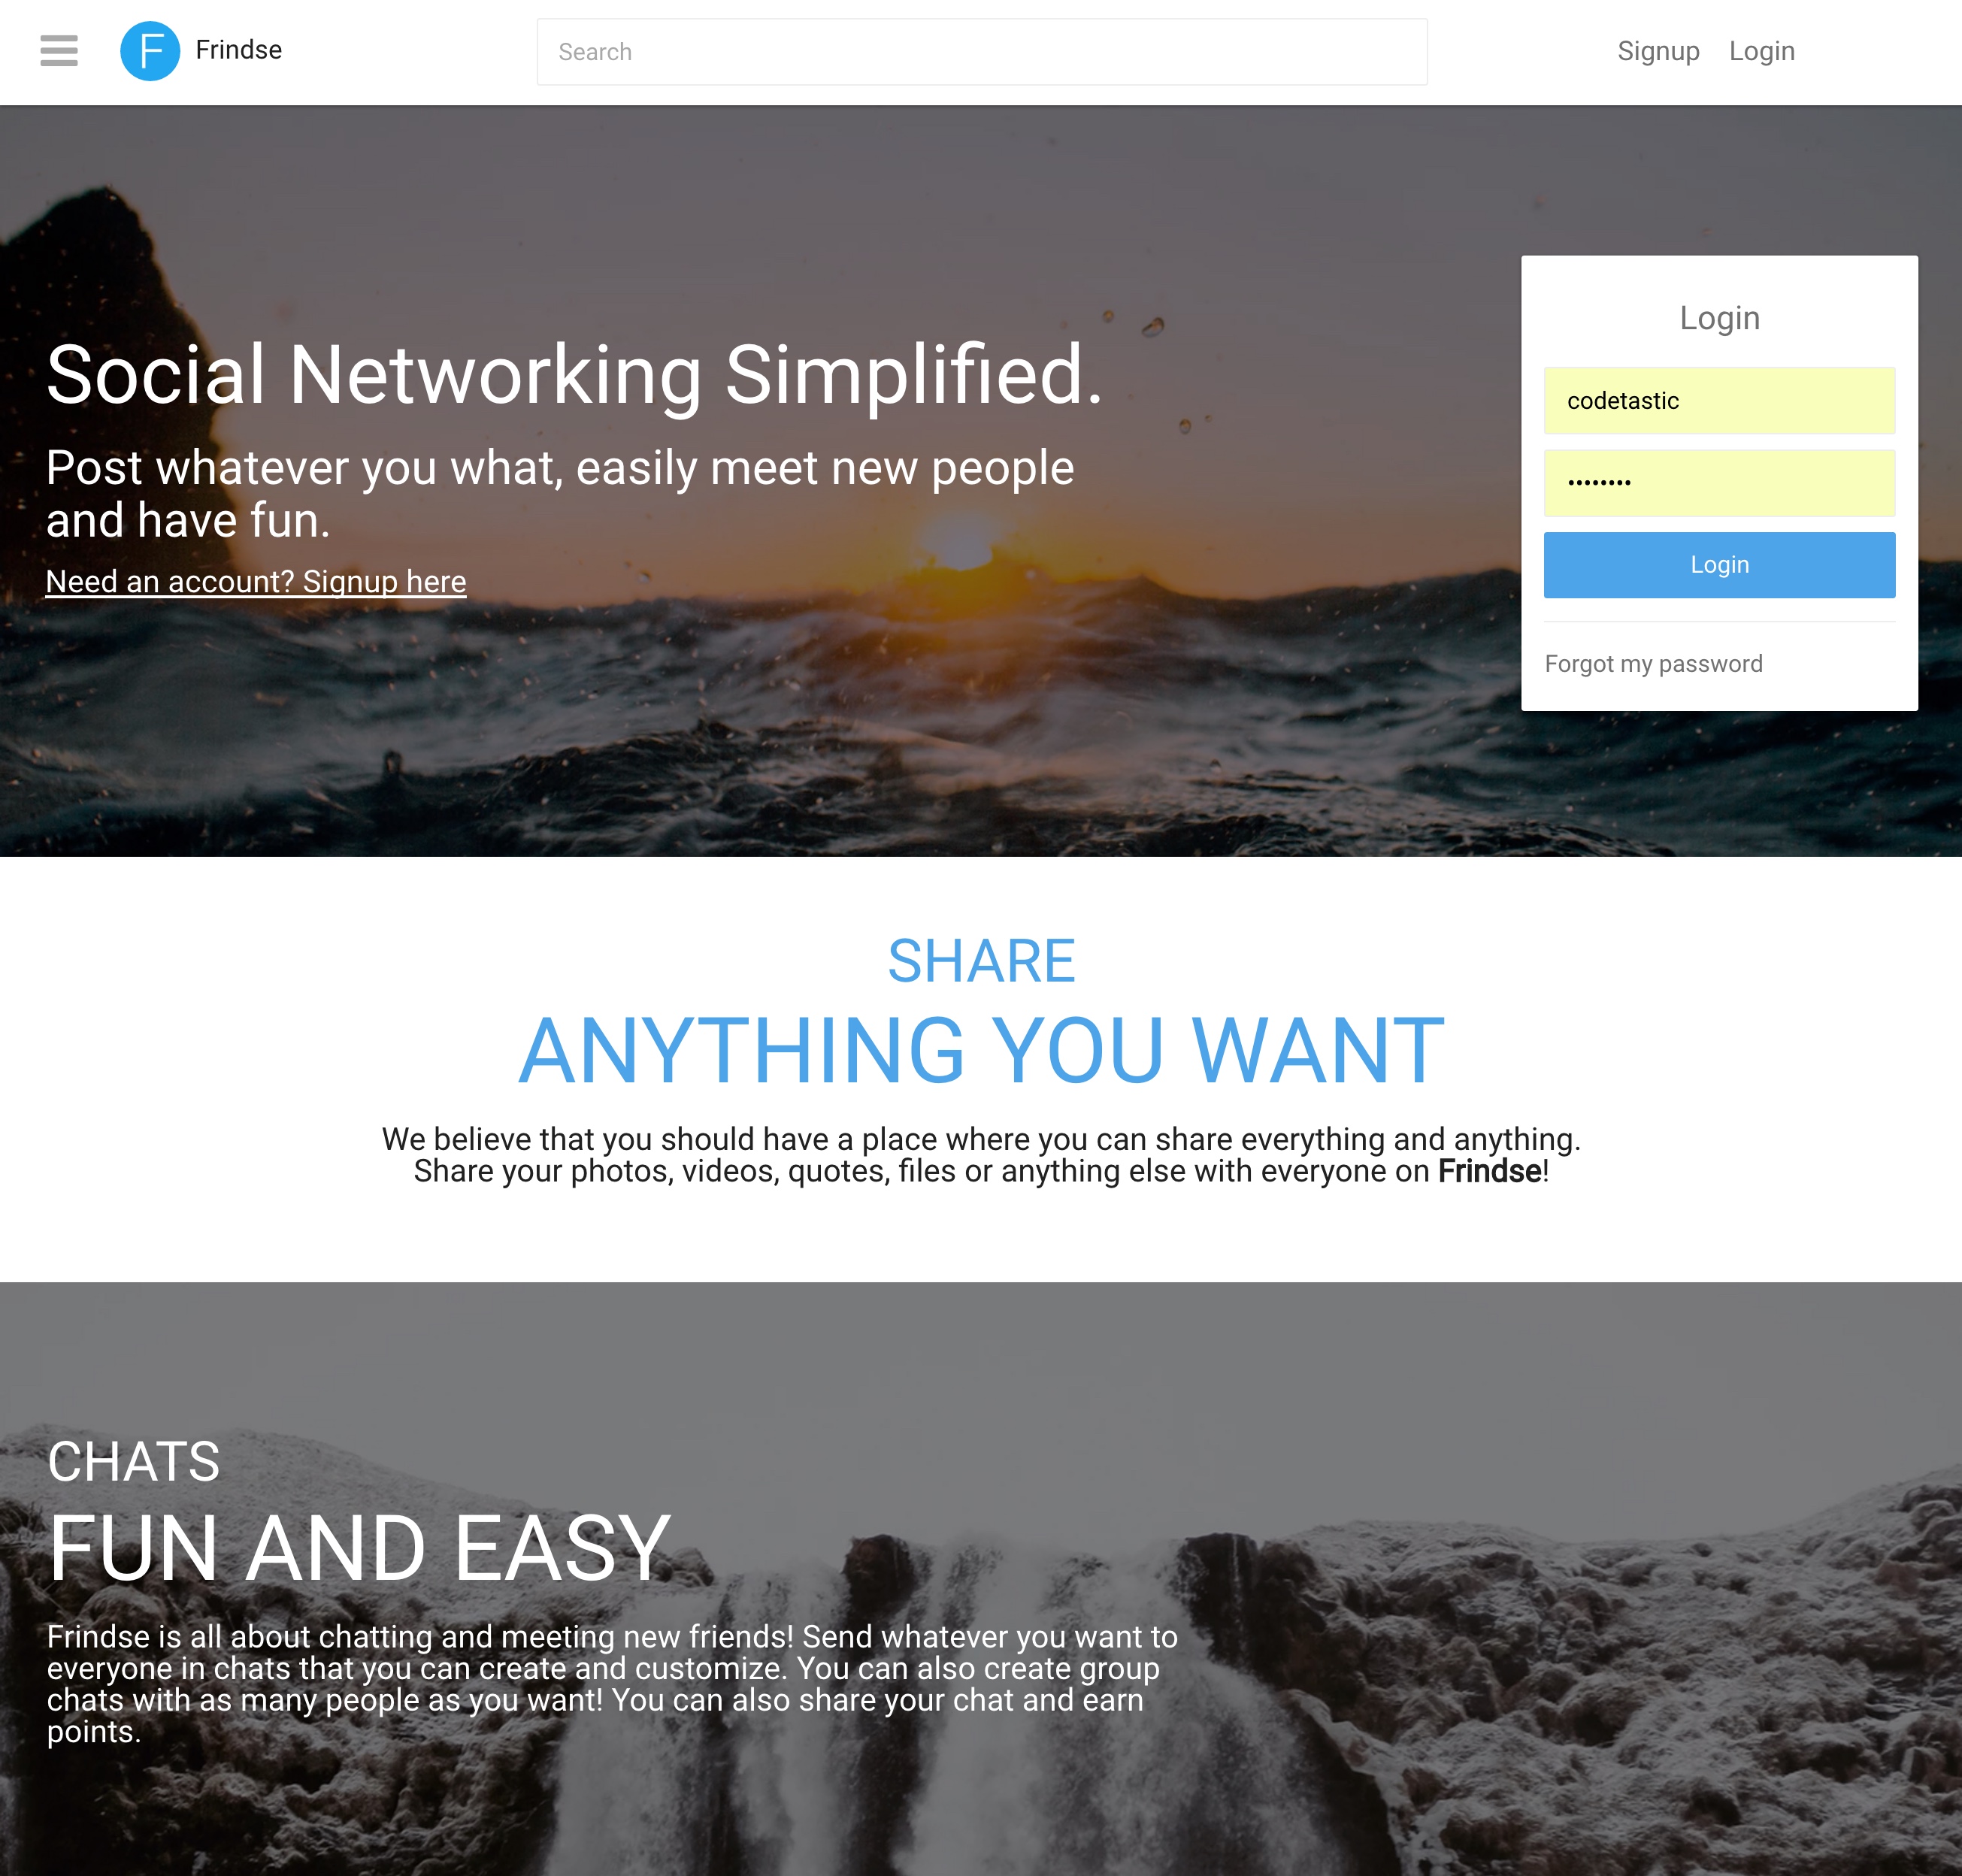 F Frindse
Search
Signup Login
Social Networking Simplified.
Post whatever you what, easily meet new people
and have fun.
Need an account? Signup here
Login
codetastic
••••••••
Login
Forgot my password
SHARE
ANYTHING YOU WANT
We believe that you should have a place where you can share everything and anything.
Share your photos, videos, quotes, files or anything else with everyone on Frindse!
CHATS
FUN AND EASY
Frindse is all about chatting and meeting new friends! Send whatever you want to
everyone in chats that you can create and customize. You can also create group
chats with as many people as you want! You can also share your chat and earn
points.